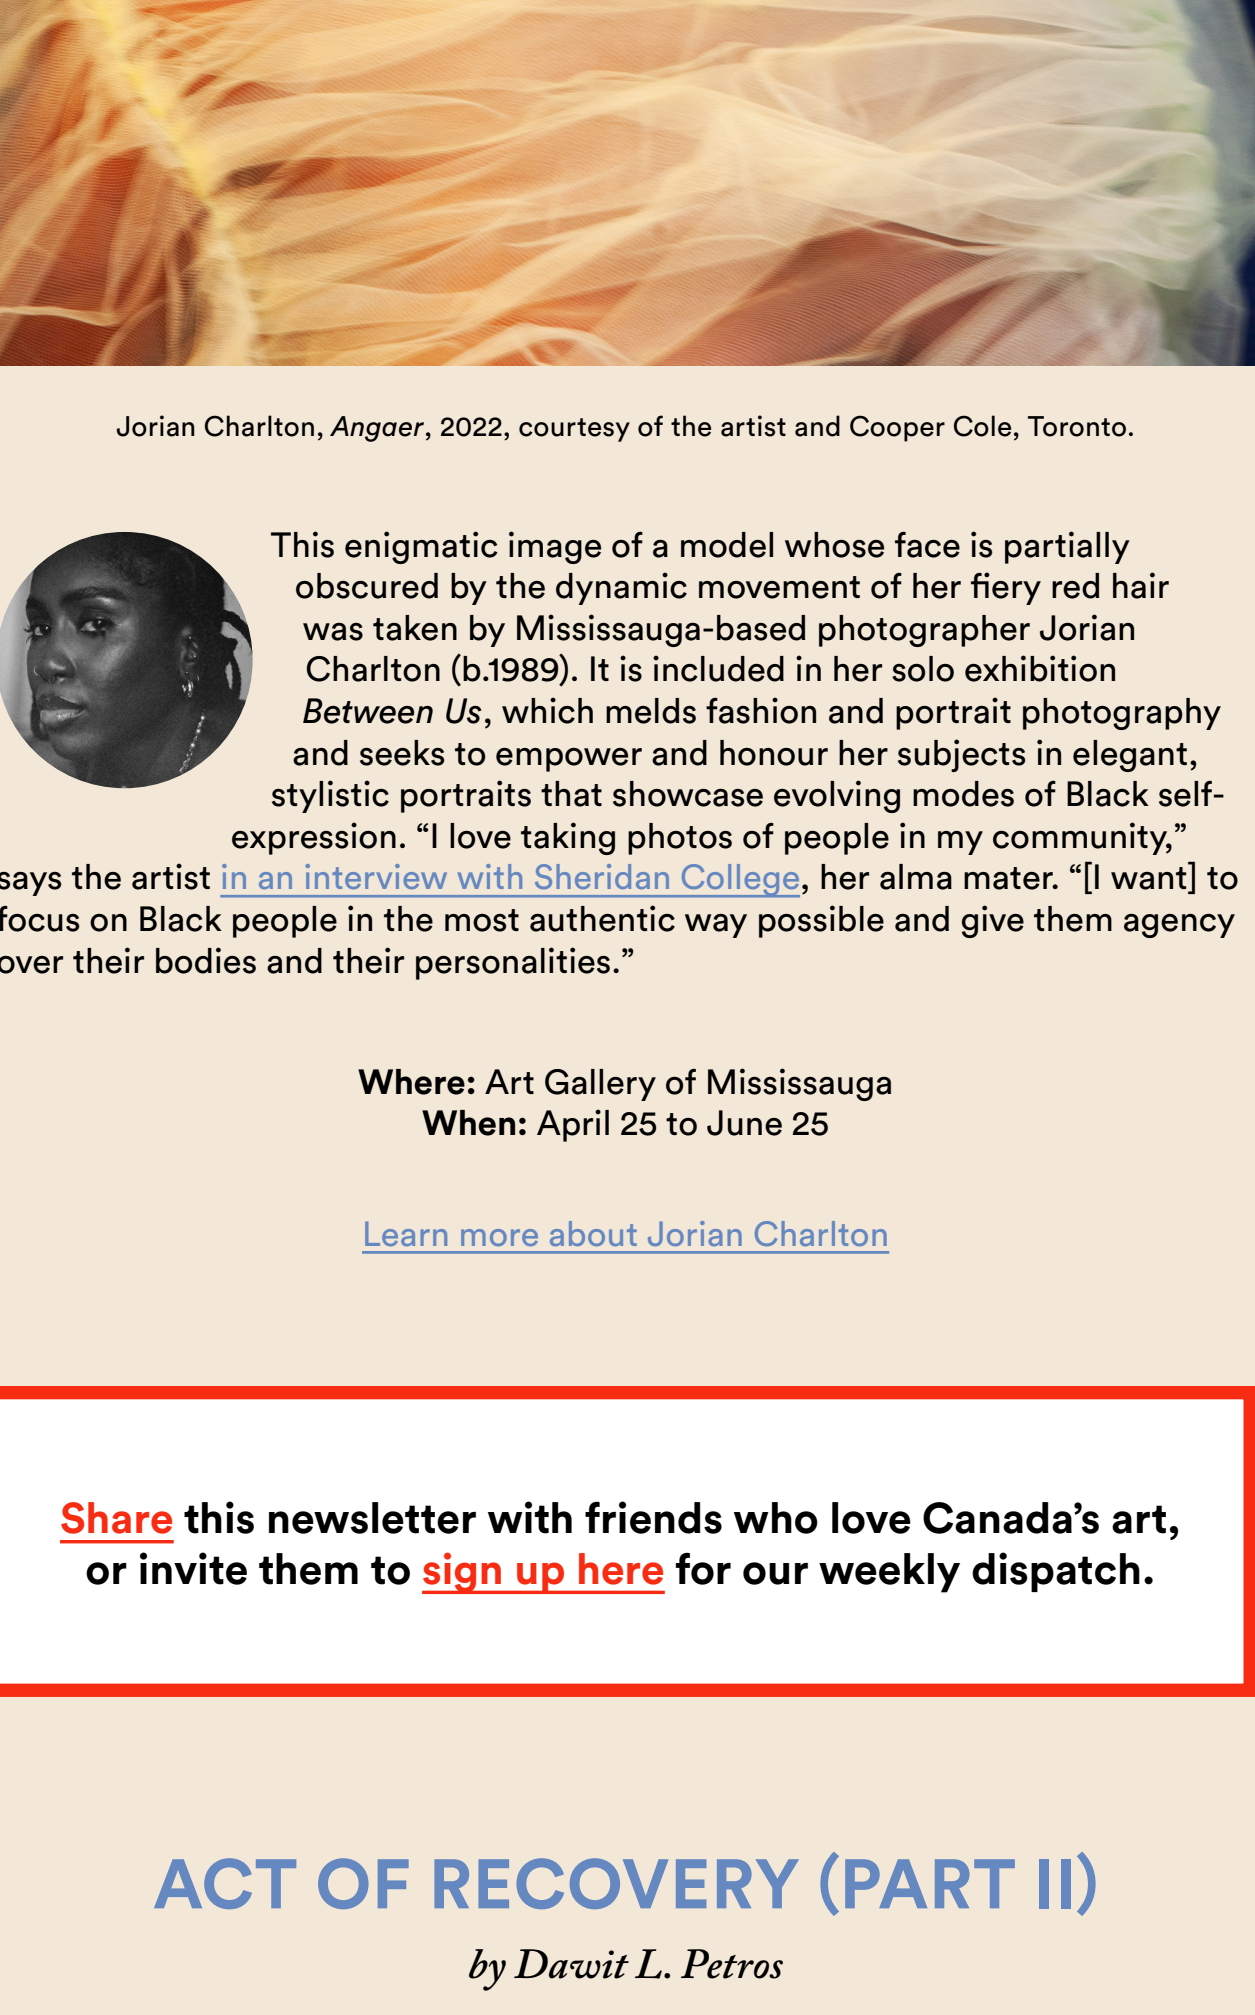 Jorian Charlton, Angaer, 2022, courtesy of the artist and Cooper Cole, Toronto.
This enigmatic image of a model whose face is partially
obscured by the dynamic movement of her fiery red hair
was taken by Mississauga-based photographer Jorian
Charlton (b.1989). It is included in her solo exhibition
Between Us, which melds fashion and portrait photography
and seeks to empower and honour her subjects in elegant,
stylistic portraits that showcase evolving modes of Black self-
expression. “I love taking photos of people in my community,”
says the artist in an interview with Sheridan College, her alma mater. “[I want] to
focus on Black people in the most authentic way possible and give them agency
over their bodies and their personalities.”
Where: Art Gallery of Mississauga
When: April 25 to June 25
Learn more about Jorian Charlton
Share this newsletter with friends who love Canada’s art,
or invite them to sign up here for our weekly dispatch.
ACT OF RECOVERY (PART II)
by Dawit L. Petros